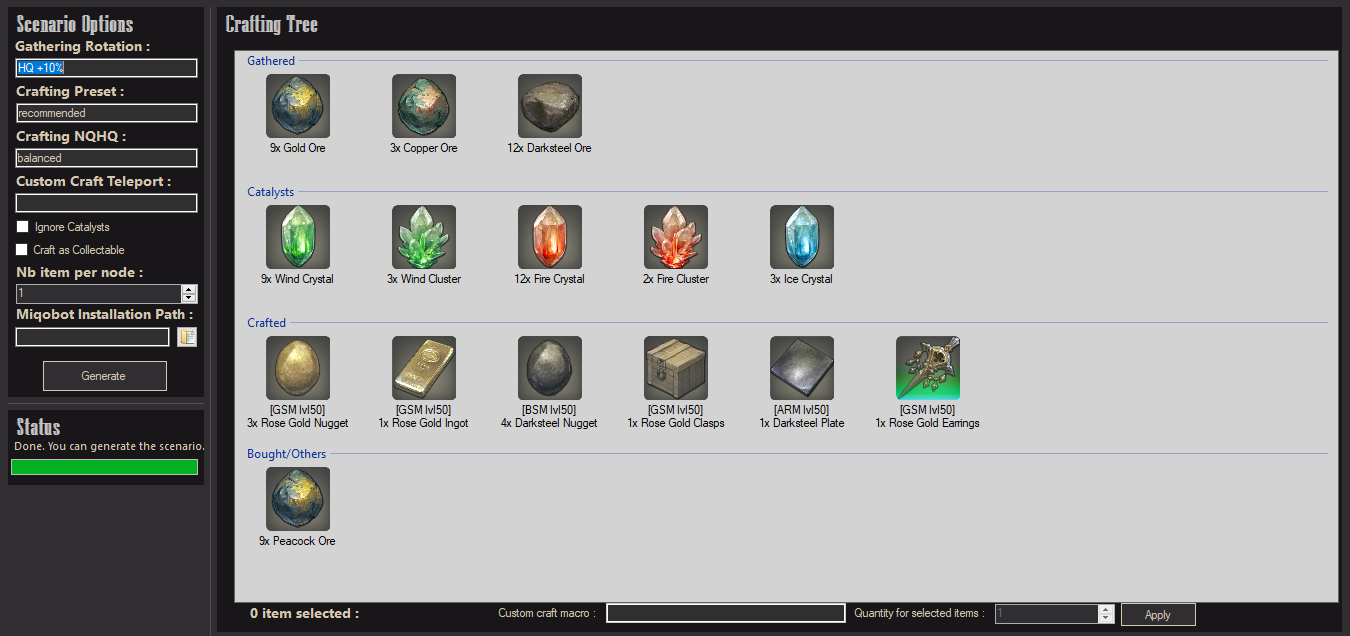 Scenario Options
Gathering Rotation :
HQ +10%
Crafting Preset :
recommended
Crafting NQHQ :
balanced
Custom Craft Teleport :
Ignore Catalysts
Craft as Collectable
Nb item per node :
1
Miqobot Installation Path :
Generate
Status
Done. You can generate the scenario.
Crafting Tree
Gathered
9x Gold Ore
3x Copper Ore
12x Darksteel Ore
Catalysts
9x Wind Crystal
3x Wind Cluster
12x Fire Crystal
2x Fire Cluster
3x Ice Crystal
Crafted
[GSM lvl50]
3x Rose Gold Nugget
[GSM lvl50]
1x Rose Gold Ingot
[BSM lvl50]
4x Darksteel Nugget
[GSM lvl50]
1x Rose Gold Clasps
[ARM lvl50]
1x Darksteel Plate
[GSM lvl50]
1x Rose Gold Earrings
Bought/Others
9x Peacock Ore
0 item selected :
Custom craft macro :
Quantity for selected items :
1
Apply